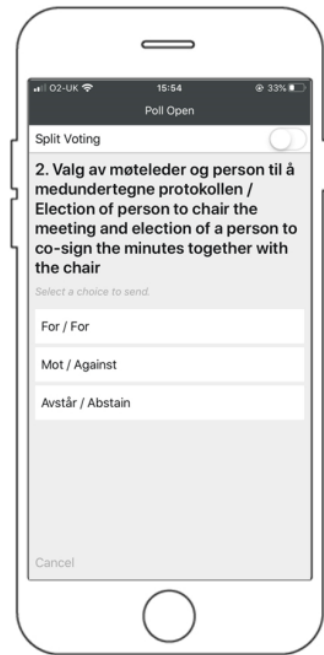 O2-UK 15:54 33%
Poll Open
Split Voting
2. Valg av møteleder og person til å
medundertegne protokollen /
Election of person to chair the
meeting and election of a person to
co-sign the minutes together with
the chair
Select a choice to send.
For / For
Mot / Against
Avstår / Abstain
Cancel